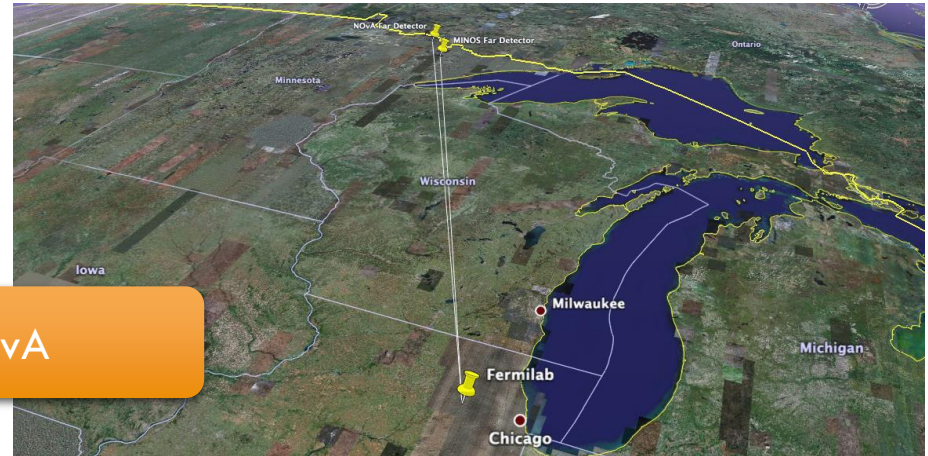 NOvA Far Detector
MINOS Far Detector
Ontario
Minnesota
Wisconsin
Iowa
Milwaukee
vA
Michigan
Fermilab
Chicago